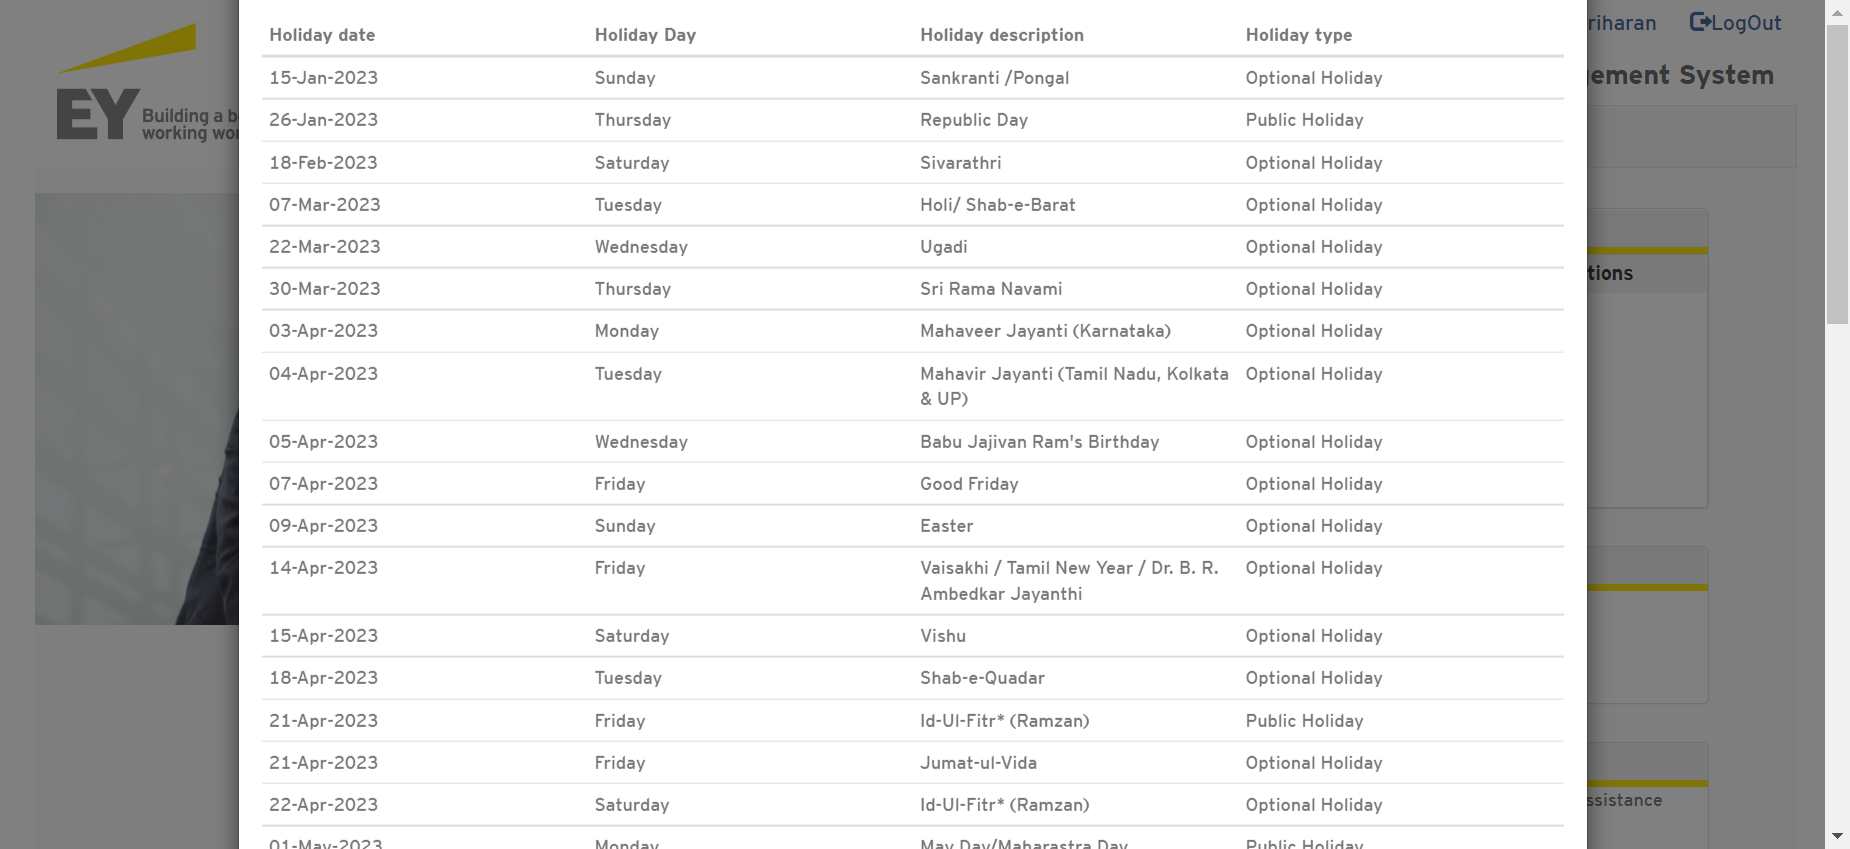 riharan LogOut
ement System
EY Building a b
working wor
tions
ssistance
Holiday date Holiday Day Holiday description Holiday type
15-Jan-2023 Sunday Sankranti /Pongal Optional Holiday
26-Jan-2023 Thursday Republic Day Public Holiday
18-Feb-2023 Saturday Sivarathri Optional Holiday
07-Mar-2023 Tuesday Holi/ Shab-e-Barat Optional Holiday
22-Mar-2023 Wednesday Ugadi Optional Holiday
30-Mar-2023 Thursday Sri Rama Navami Optional Holiday
03-Apr-2023 Monday Mahaveer Jayanti (Karnataka) Optional Holiday
04-Apr-2023 Tuesday Mahavir Jayanti (Tamil Nadu, Kolkata Optional Holiday
& UP)
05-Apr-2023 Wednesday Babu Jajivan Ram's Birthday Optional Holiday
07-Apr-2023 Friday Good Friday Optional Holiday
09-Apr-2023 Sunday Easter Optional Holiday
14-Apr-2023 Friday Vaisakhi / Tamil New Year / Dr. B. R. Optional Holiday
Ambedkar Jayanthi
15-Apr-2023 Saturday Vishu Optional Holiday
18-Apr-2023 Tuesday Shab-e-Quadar Optional Holiday
21-Apr-2023 Friday Id-Ul-Fitr* (Ramzan) Public Holiday
21-Apr-2023 Friday Jumat-ul-Vida Optional Holiday
22-Apr-2023 Saturday Id-Ul-Fitr* (Ramzan) Optional Holiday
01-May-2023 Monday May Day/Maharastra Day Public Holiday